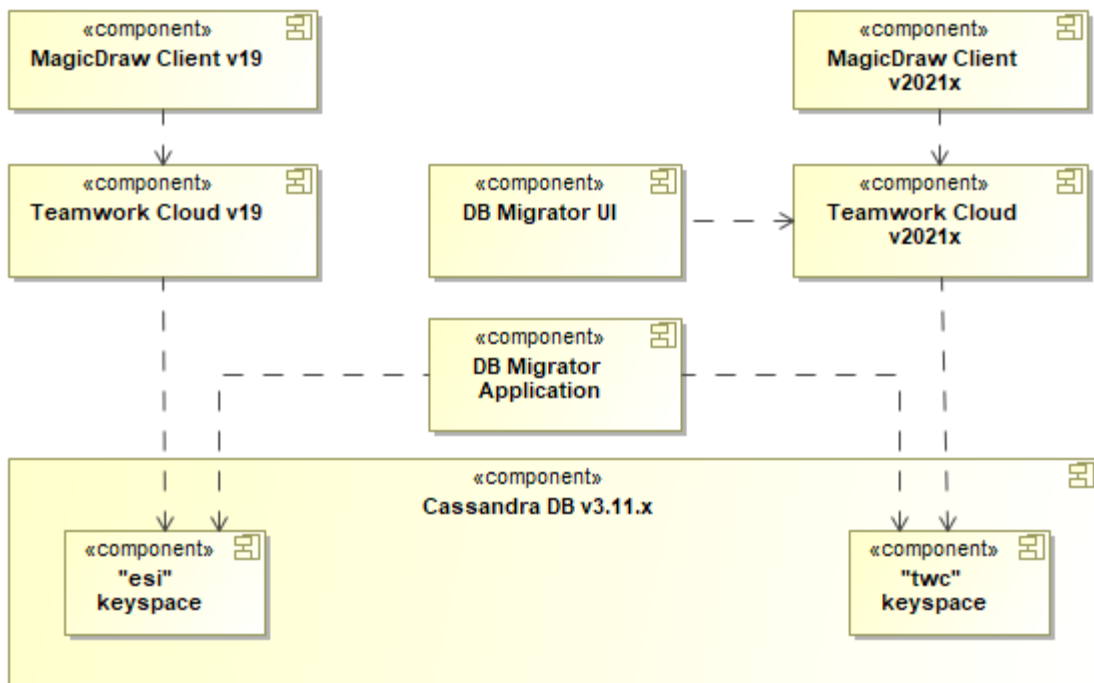 «component»
MagicDraw Client v19
«component»
MagicDraw Client
v2021x
«component»
Teamwork Cloud v19
«component»
DB Migrator UI
«component»
Teamwork Cloud
v2021x
«component»
DB Migrator
Application
«component»
Cassandra DB v3.11.x
«component»
"esi"
keyspace
«component»
"twc"
keyspace